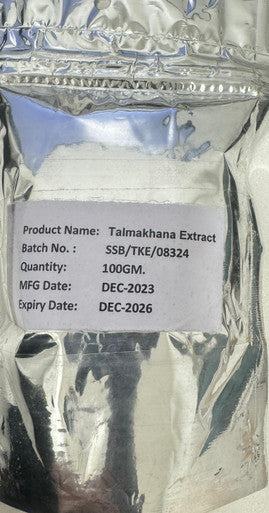 Product Name: Talmakhana Extract
Batch No. : SSB/TKE/08324
Quantity: 100GM.
MFG Date: DEC-2023
Expiry Date: DEC-2026